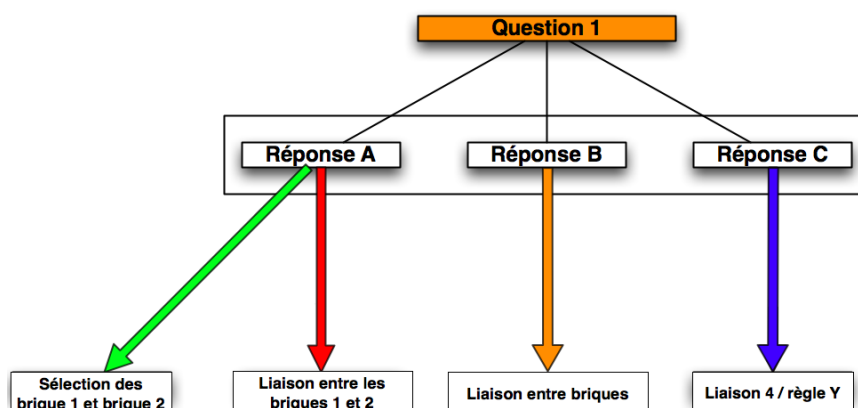 Question 1
Réponse A
Réponse B
Réponse C
Sélection des
brique 1 et brique 2
Liaison entre les
briques 1 et 2
Liaison entre briques
Liaison 4 / règle Y